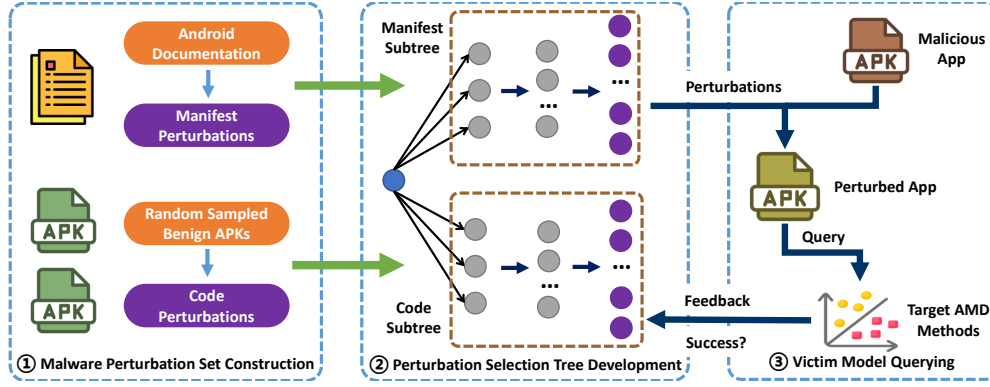 Android
Documentation
Manifest
Perturbations
APK
Random Sampled
Benign APKs
APK
Code
Perturbations
① Malware Perturbation Set Construction
Manifest
Subtree
...
...
Code
Subtree
...
...
② Perturbation Selection Tree Development
Perturbations
Feedback
Success?
APK
Malicious
App
APK
Perturbed App
Query
Target AMD
Methods
③ Victim Model Querying